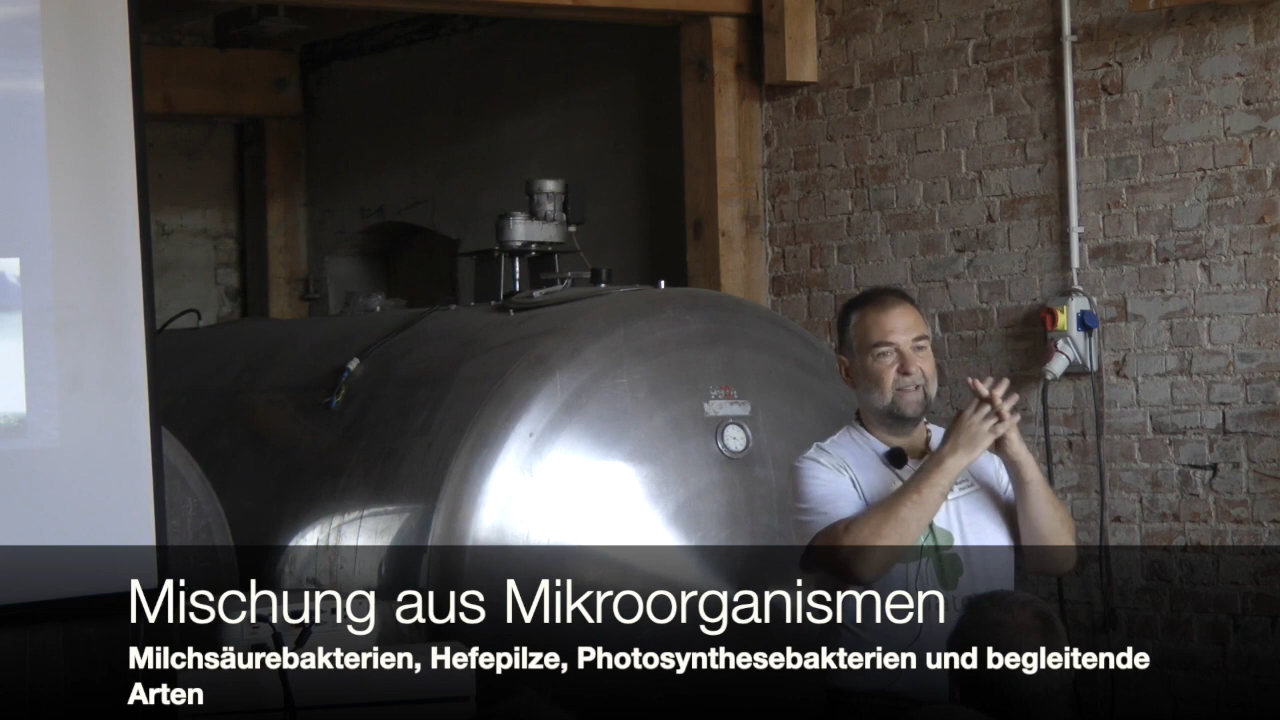 Mischung aus Mikroorganismen
Milchsäurebakterien, Hefepilze, Photosynthesebakterien und begleitende
Arten